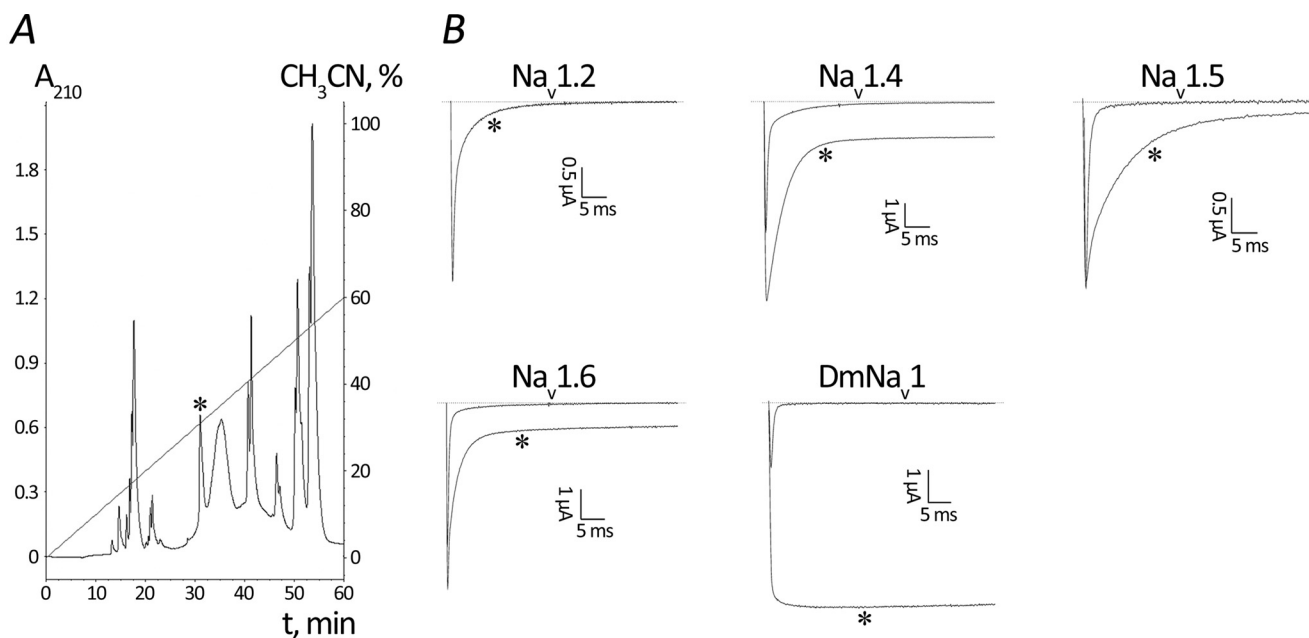 A
B
A210
CH3CN, %
1.8
1.5
1.2
0.9
0.6
0.3
0
100
80
60
40
20
0
*
0 10 20 30 40 50 60
t, min
Nav1.2
*
0.5 µA
5 ms
Nav1.4
*
1 µA
5 ms
Nav1.5
*
0.5 µA
5 ms
Nav1.6
*
1 µA
5 ms
DmNav1
*
1 µA
5 ms